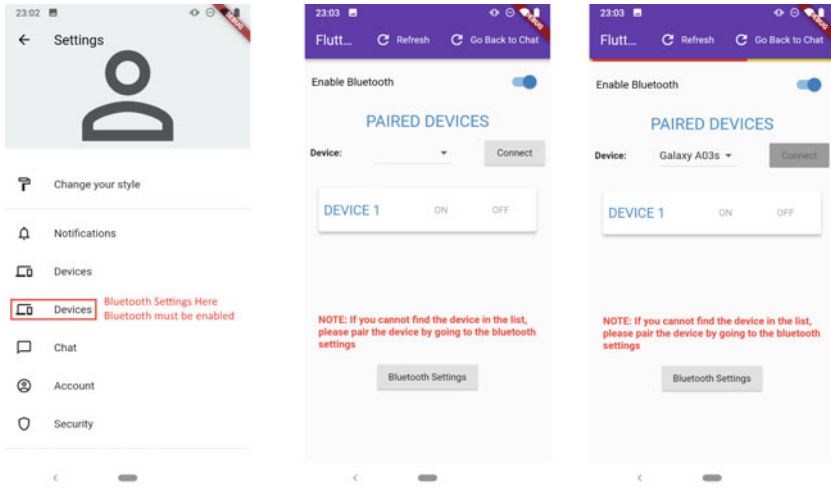 23:02
DEBUG
Settings
Change your style
Notifications
Devices
Devices
Bluetooth Settings Here
Bluetooth must be enabled
Chat
Account
Security
23:03
DEBUG
Flutt...
Refresh
Go Back to Chat
Enable Bluetooth
PAIRED DEVICES
Device:
Connect
DEVICE 1
ON
OFF
NOTE: If you cannot find the device in the list,
please pair the device by going to the bluetooth
settings
Bluetooth Settings
23:03
DEBUG
Flutt...
Refresh
Go Back to Chat
Enable Bluetooth
PAIRED DEVICES
Device:
Galaxy A03s
Connect
DEVICE 1
ON
OFF
NOTE: If you cannot find the device in the list,
please pair the device by going to the bluetooth
settings
Bluetooth Settings